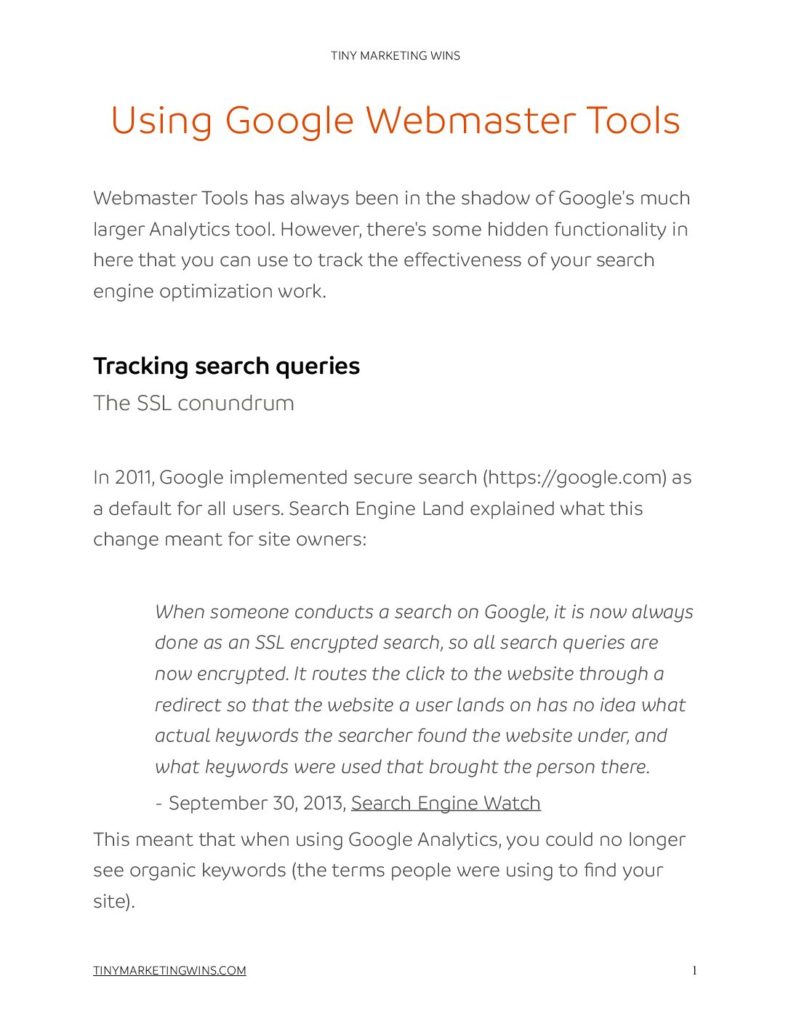 TINY MARKETING WINS
Using Google Webmaster Tools
Webmaster Tools has always been in the shadow of Google's much
larger Analytics tool. However, there's some hidden functionality in
here that you can use to track the effectiveness of your search
engine optimization work.
Tracking search queries
The SSL conundrum
In 2011, Google implemented secure search (https://google.com) as
a default for all users. Search Engine Land explained what this
change meant for site owners:
When someone conducts a search on Google, it is now always
done as an SSL encrypted search, so all search queries are
now encrypted. It routes the click to the website through a
redirect so that the website a user lands on has no idea what
actual keywords the searcher found the website under, and
what keywords were used that brought the person there.
- September 30, 2013, Search Engine Watch
This meant that when using Google Analytics, you could no longer
see organic keywords (the terms people were using to find your
site).
TINYMARKETINGWINS.COM 1